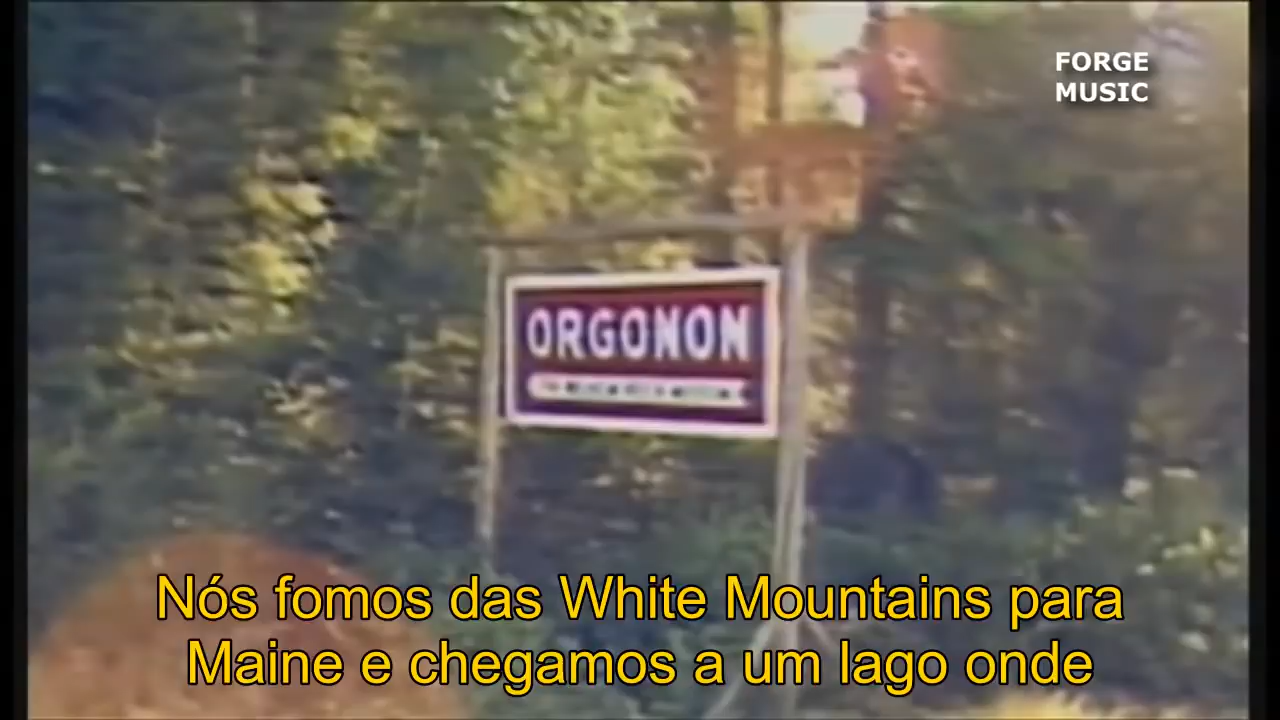 FORGE
MUSIC
ORGONON
Nós fomos das White Mountains para
Maine e chegamos a um lago onde